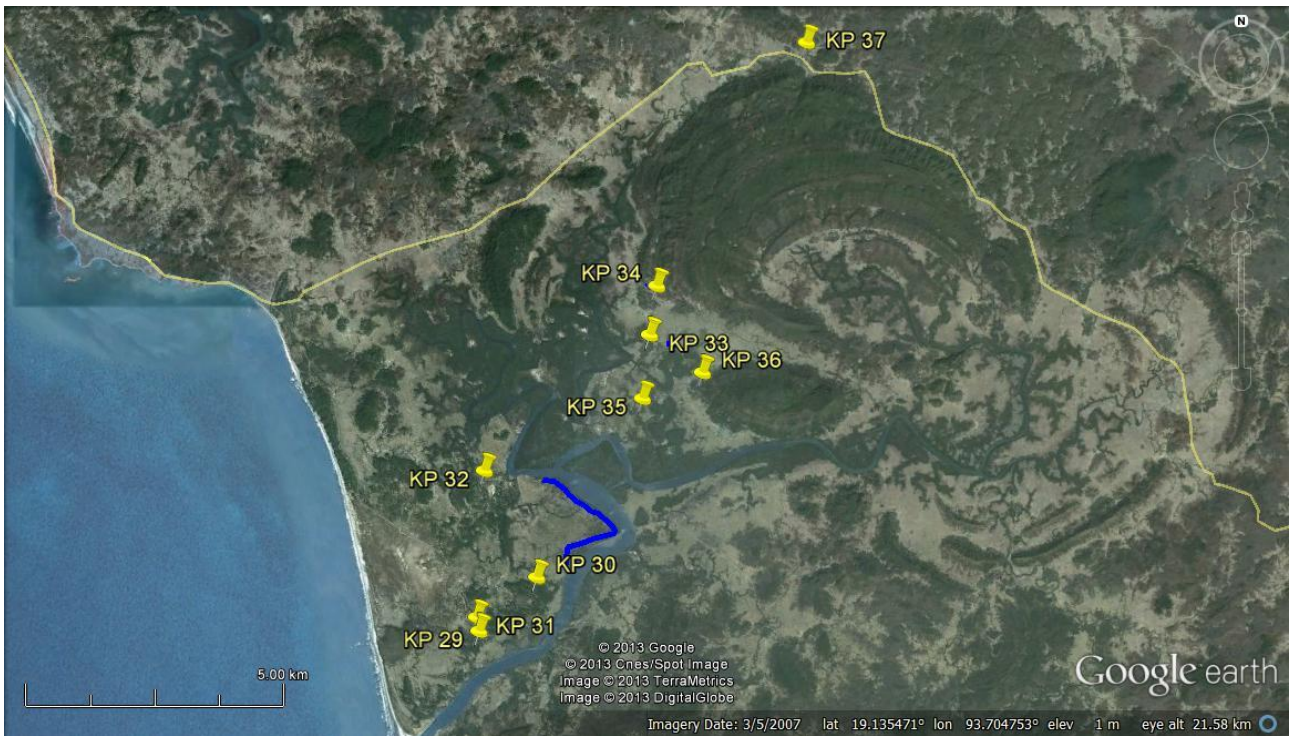 N
KP 37
KP 34
KP 33
KP 36
KP 35
KP 32
KP 30
KP 31
KP 29
5.00 km
© 2013 Google
© 2013 Cnes/Spot Image
Image © 2013 TerraMetrics
Image © 2013 DigitalGlobe
Google earth
Imagery Date: 3/5/2007 lat 19.135471° lon 93.704753° elev 1 m eye alt 21.58 km